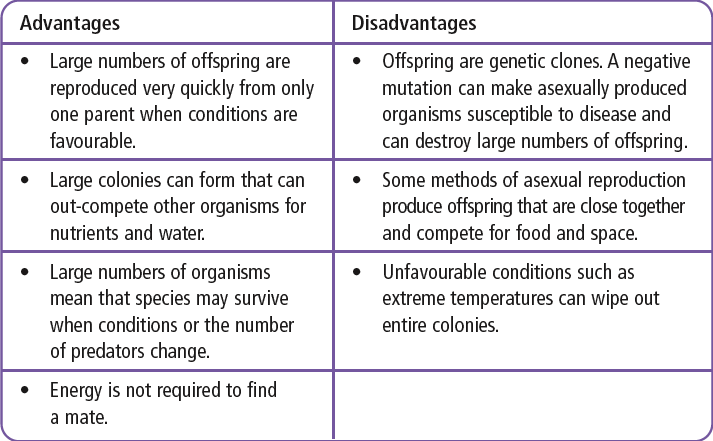 Advantages
Disadvantages
• Large numbers of offspring are
reproduced very quickly from only
one parent when conditions are
favourable.
• Offspring are genetic clones. A negative
mutation can make asexually produced
organisms susceptible to disease and
can destroy large numbers of offspring.
• Large colonies can form that can
out-compete other organisms for
nutrients and water.
• Some methods of asexual reproduction
produce offspring that are close together
and compete for food and space.
• Large numbers of organisms
mean that species may survive
when conditions or the number
of predators change.
• Unfavourable conditions such as
extreme temperatures can wipe out
entire colonies.
• Energy is not required to find
a mate.